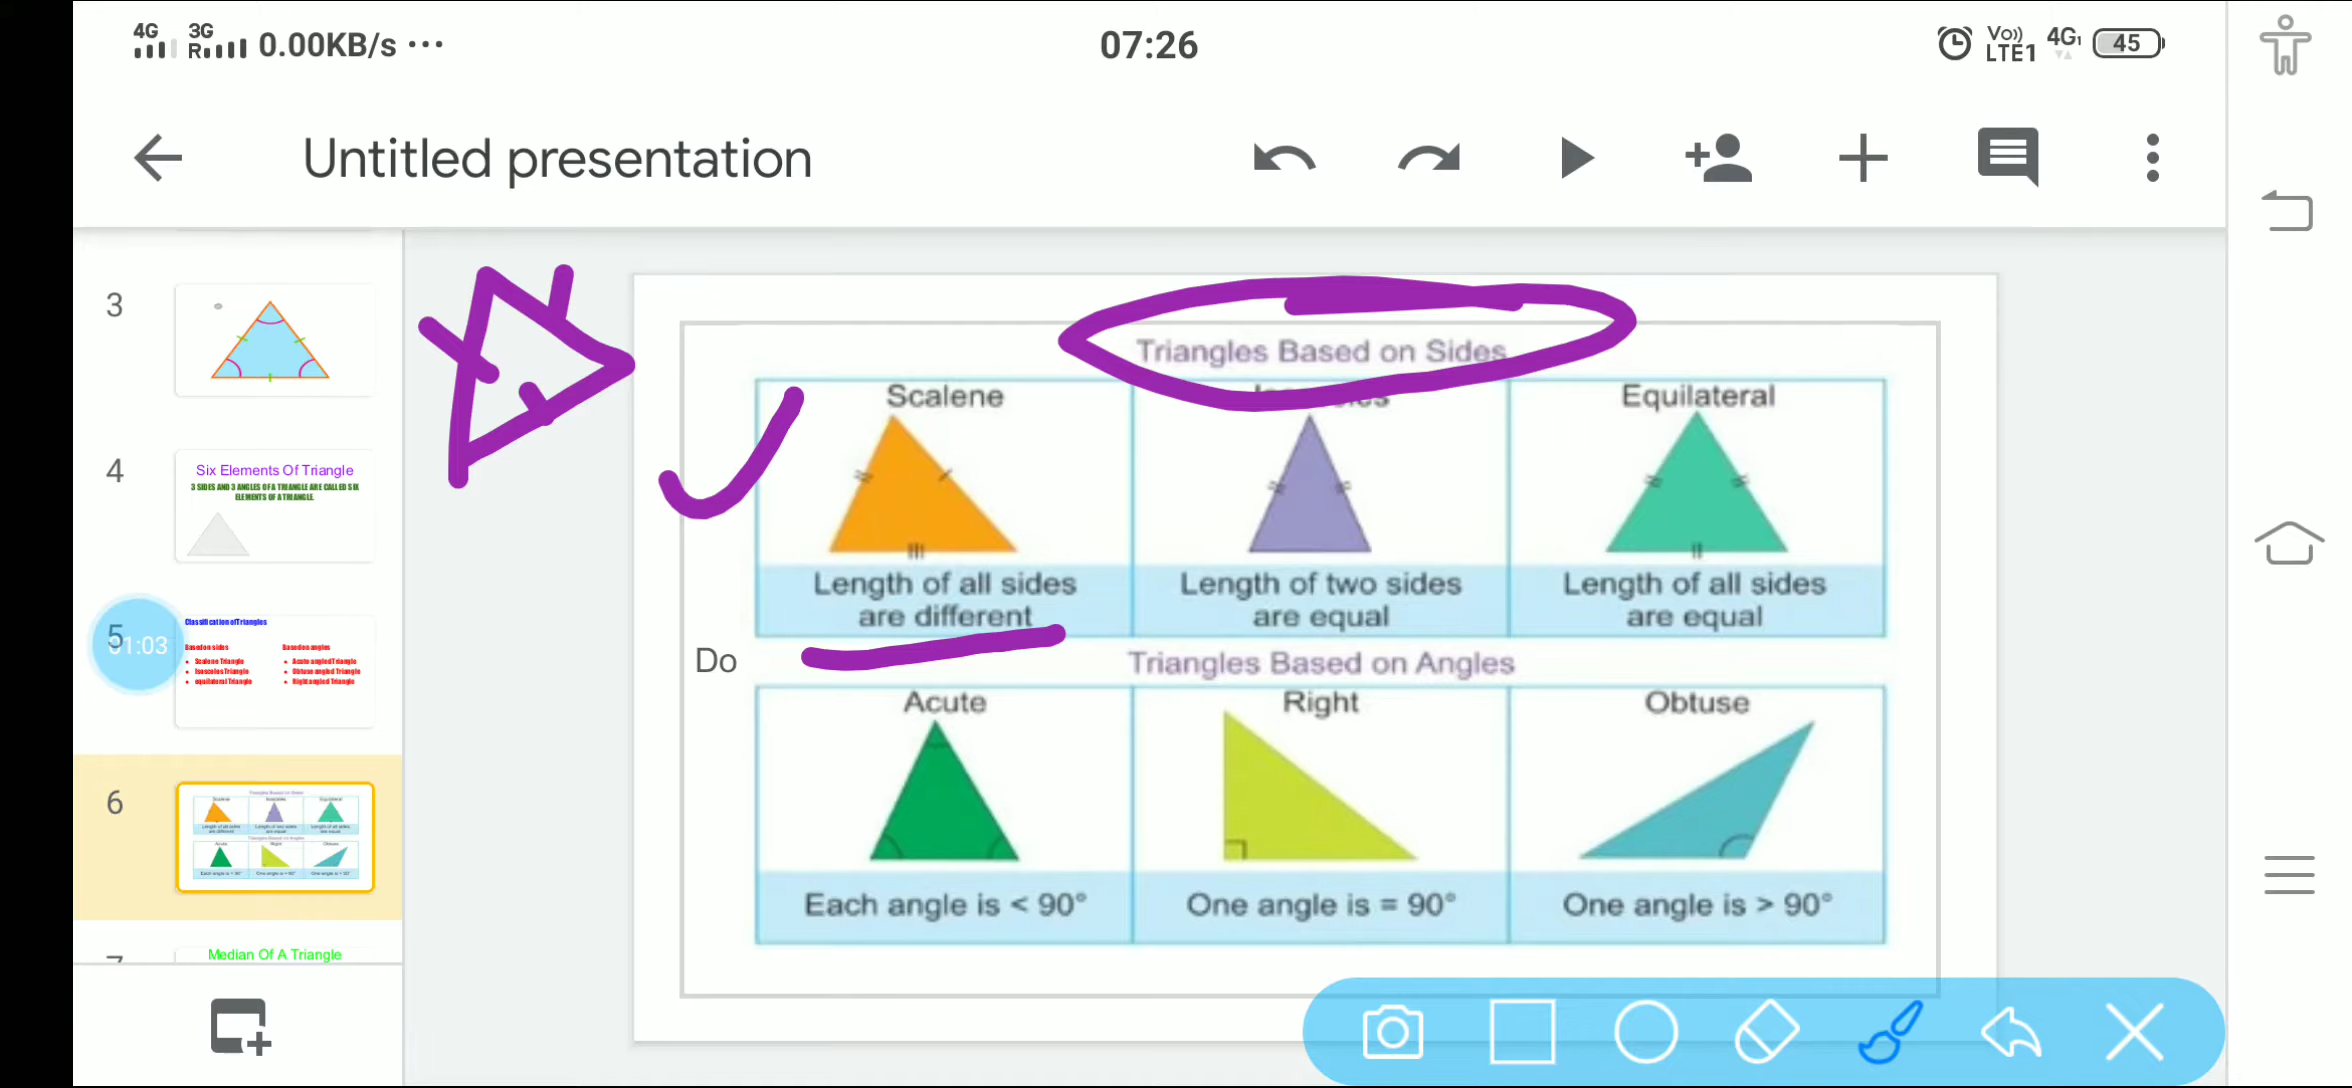 4G 3G R 0.00KB/s ... 07:26 Vo)) LTE1 4G1 45
Untitled presentation
3
4
Six Elements Of Triangle
3 SIDES AND 3 ANGLES OF A TRIANGLE ARE CALLED SIX
ELEMENTS OF A TRIANGLE.
5
01:03
Classification of Triangles
Based on sides
Scalene Triangle
Isosceles Triangle
equilateral Triangle
Based on angles
Acute angled Triangle
Obtuse angled Triangle
Right angled Triangle
6
7
Median Of A Triangle
Triangles Based on Sides
Scalene
Equilateral
Length of all sides
are different
Length of two sides
are equal
Length of all sides
are equal
Do
Triangles Based on Angles
Acute
Right
Obtuse
Each angle is < 90°
One angle is = 90°
One angle is > 90°